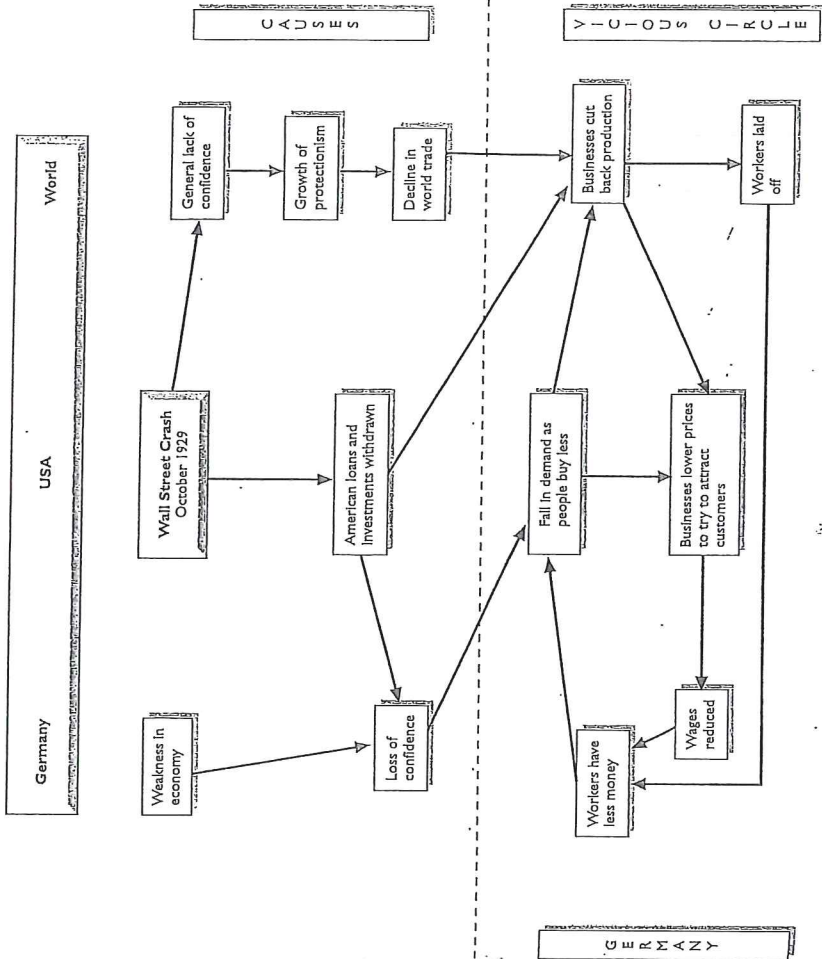 Germany USA World
CAUSES
Weakness in
economy
Wall Street Crash
October 1929
General lack of
confidence
Growth of
protectionism
Decline in
world trade
American loans and
investments withdrawn
Loss of
confidence
GERMANY
VICIOUS CIRCLE
Fall in demand as
people buy less
Businesses cut
back production
Workers have
less money
Wages
reduced
Businesses lower prices
to try to attract
customers
Workers laid
off